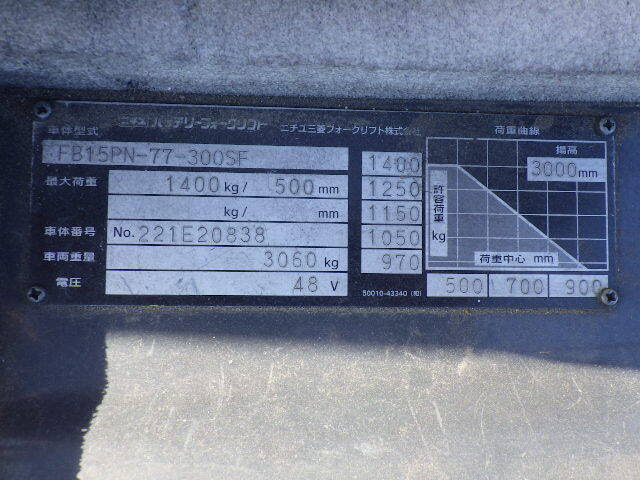 ニチユバッテリーフォークリフト ニチユ三菱フォークリフト株式会社
車体型式
FB15PN-77-300SF
最大荷重 1400 kg/ 500 mm
kg/ mm
車体番号 No. 221E20838
車両重量 3060 kg
電圧 48 V
1400
1250
1150
1050
970
50010-43340 (和)
荷重曲線
揚高
3000mm
許容荷重 kg
荷重中心 mm
500 700 900